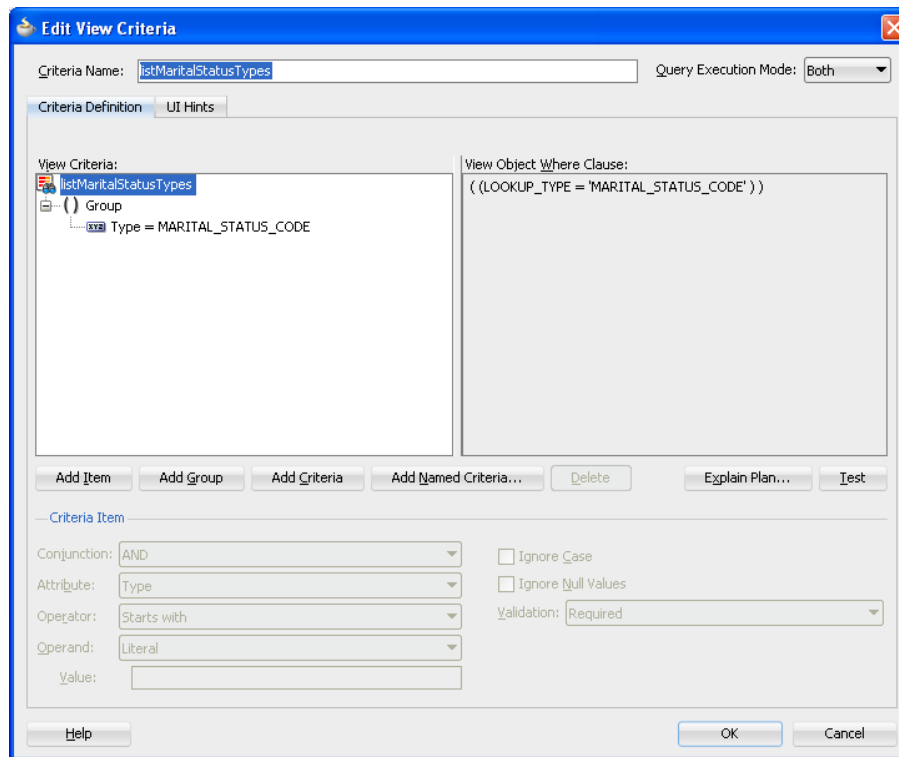 Edit View Criteria
Criteria Name: listMaritalStatusTypes Query Execution Mode: Both
Criteria Definition UI Hints
View Criteria: View Object Where Clause:
listMaritalStatusTypes ( (LOOKUP_TYPE = 'MARITAL_STATUS_CODE' ) )
( ) Group
xyz Type = MARITAL_STATUS_CODE
Add Item Add Group Add Criteria Add Named Criteria... Delete Explain Plan... Test
Criteria Item
Conjunction: AND Ignore Case
Attribute: Type Ignore Null Values
Operator: Starts with Validation: Required
Operand: Literal
Value:
Help OK Cancel